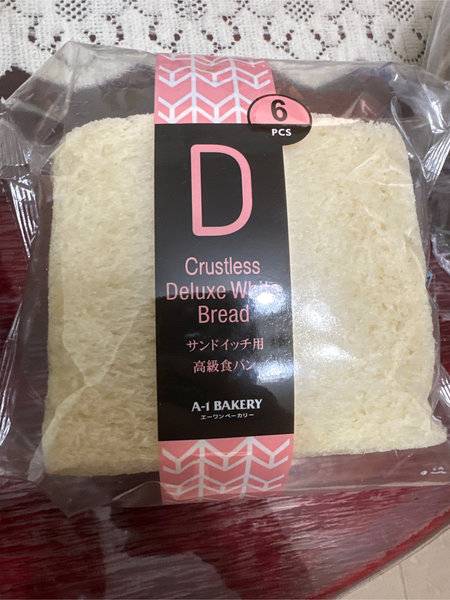 6
PCS
D
Crustless
Deluxe White
Bread
サンドイッチ用
高級食パン
A-1 BAKERY
エーワンベーカリー